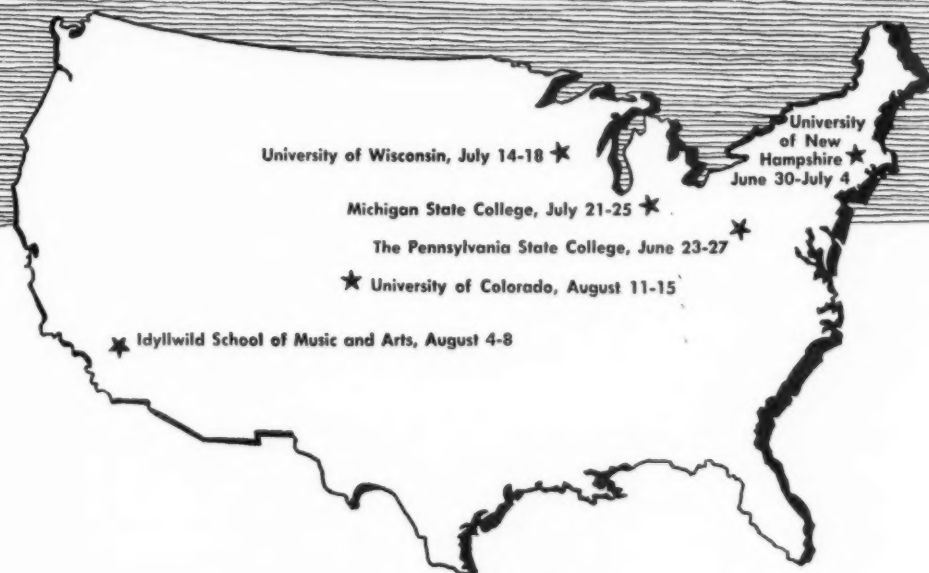 University
of New
Hampshire
June 30-July 4
University of Wisconsin, July 14-18
Michigan State College, July 21-25
The Pennsylvania State College, June 23-27
University of Colorado, August 11-15
Idyllwild School of Music and Arts, August 4-8